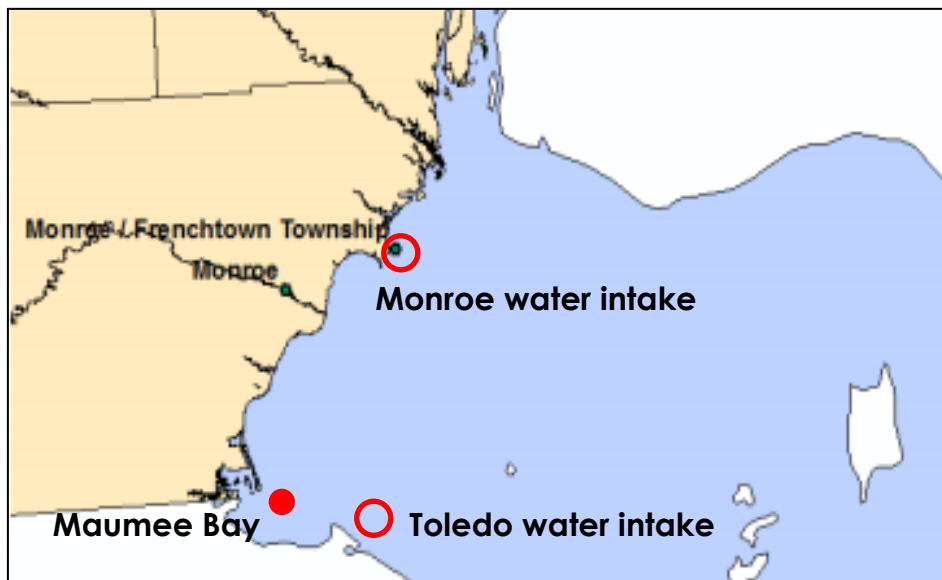 Monroe / Frenchtown Township
Monroe
Monroe water intake
Maumee Bay
Toledo water intake